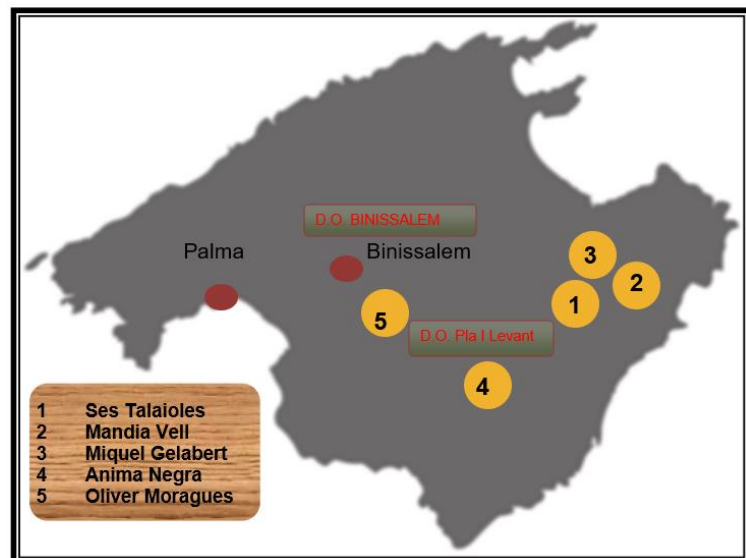 D.O. BINISSALEM
Palma
Binissalem
3
2
1
5
D.O. Pla I Levant
4
1 Ses Talaioles
2 Mandia Vell
3 Miquel Gelabert
4 Anima Negra
5 Oliver Moragues